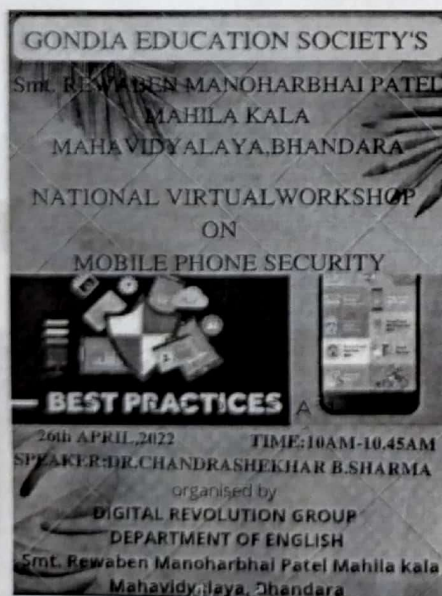 GONDIA EDUCATION SOCIETY'S
Smt. REWABEN MANOHARBHAI PATEL
MAHILA KALA
MAHAVIDYALAYA,BHANDARA
NATIONAL VIRTUALWORKSHOP
ON
MOBILE PHONE SECURITY
BEST PRACTICES
26th APRIL,2022 TIME:10AM-10.45AM
SPEAKER:DR.CHANDRASHEKHAR B.SHARMA
organised by
DIGITAL REVOLUTION GROUP
DEPARTMENT OF ENGLISH
Smt. Rewaben Manoharbhai Patel Mahila kala
Mahavidyalaya, Bhandara